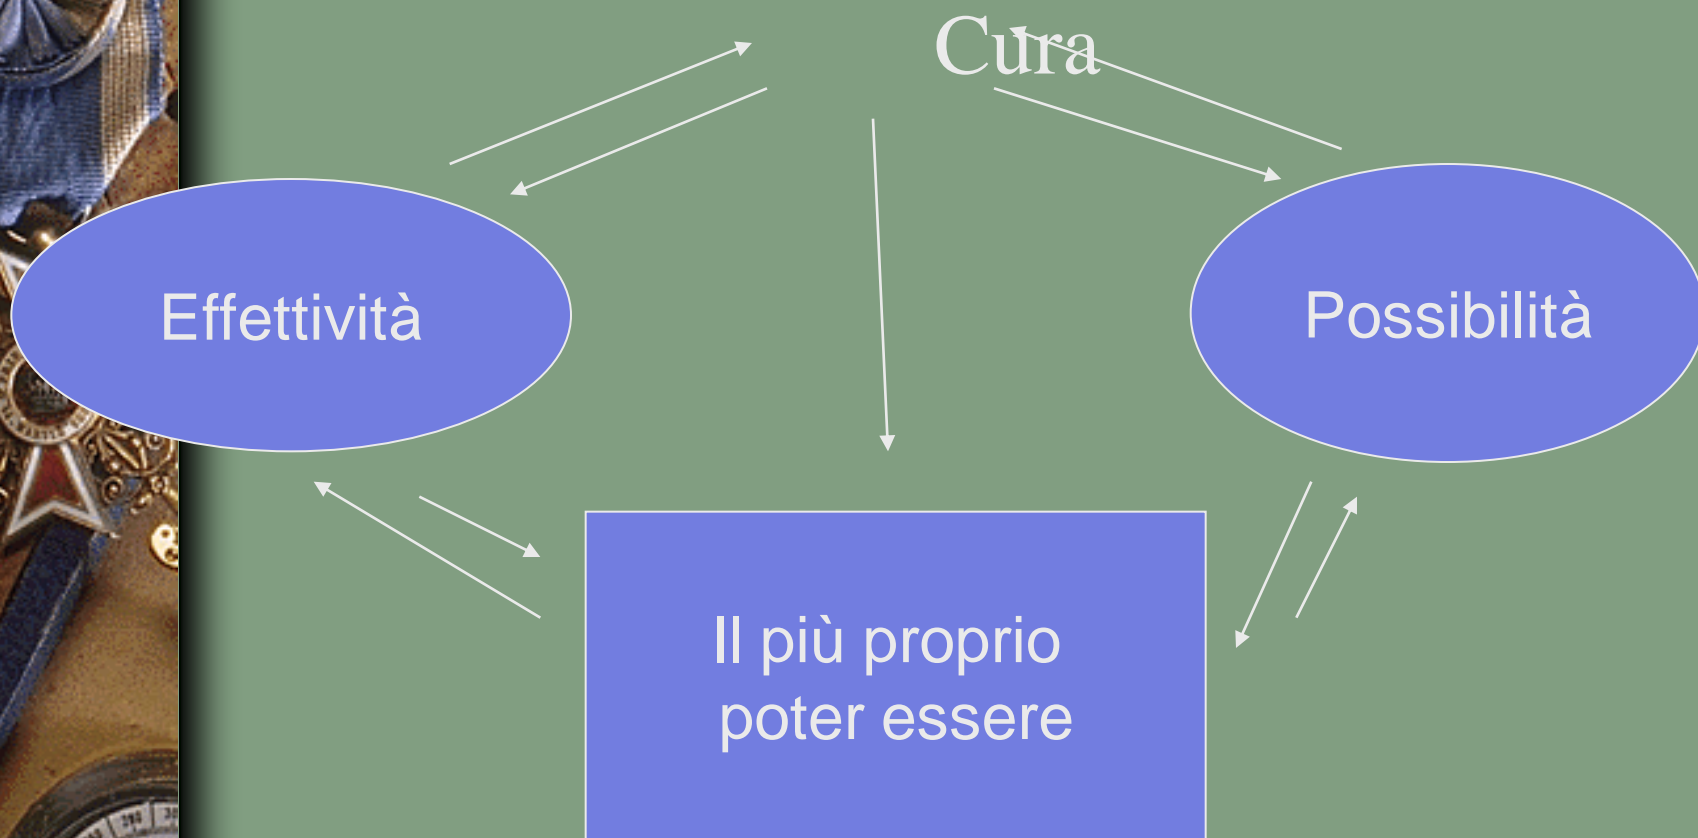 Cura
Effettività
Possibilità
Il più proprio
poter essere